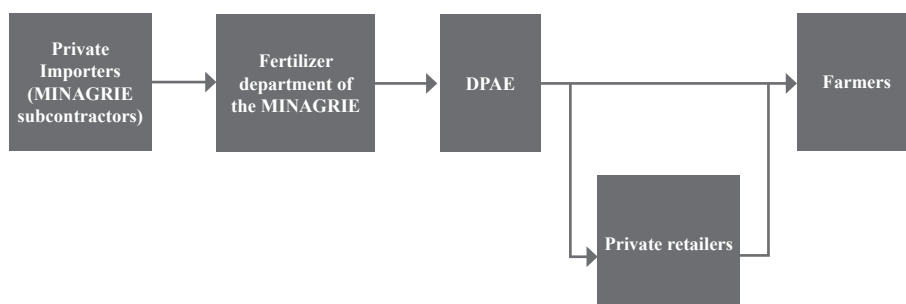 Private
Importers
(MINAGRIE
subcontractors)
Fertilizer
department of
the MINAGRIE
DPAE
Farmers
Private retailers